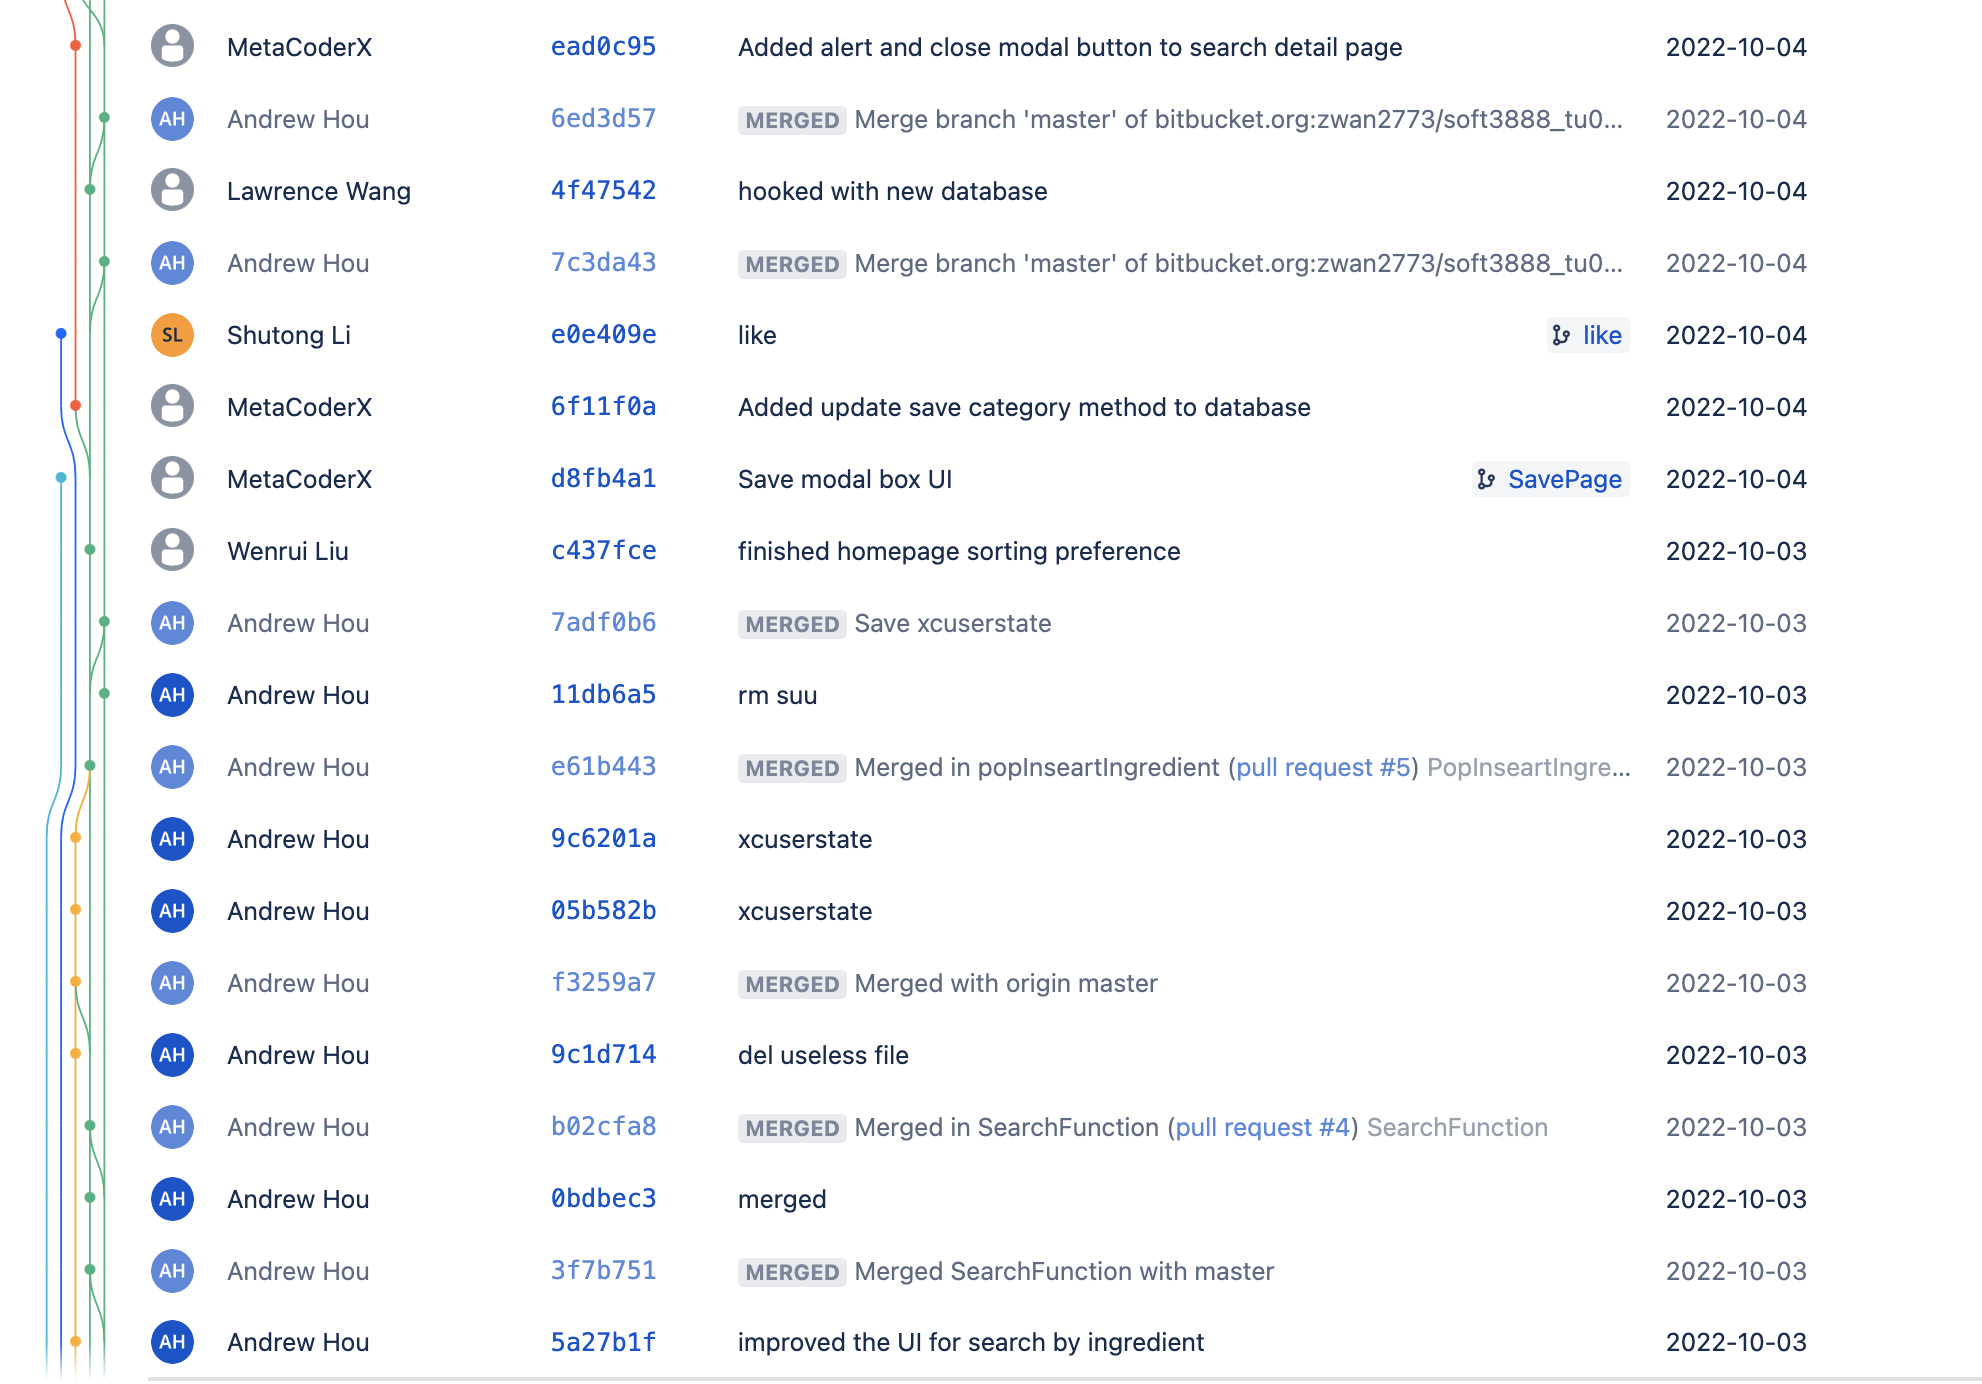 MetaCoderX ead0c95 Added alert and close modal button to search detail page 2022-10-04
AH Andrew Hou 6ed3d57 MERGED Merge branch 'master' of bitbucket.org:zwan2773/soft3888_tu0... 2022-10-04
Lawrence Wang 4f47542 hooked with new database 2022-10-04
AH Andrew Hou 7c3da43 MERGED Merge branch 'master' of bitbucket.org:zwan2773/soft3888_tu0... 2022-10-04
SL Shutong Li e0e409e like like 2022-10-04
MetaCoderX 6f11f0a Added update save category method to database 2022-10-04
MetaCoderX d8fb4a1 Save modal box UI SavePage 2022-10-04
Wenrui Liu c437fce finished homepage sorting preference 2022-10-03
AH Andrew Hou 7adf0b6 MERGED Save xcuserstate 2022-10-03
AH Andrew Hou 11db6a5 rm suu 2022-10-03
AH Andrew Hou e61b443 MERGED Merged in popInseartIngredient (pull request #5) PopInseartIngre... 2022-10-03
AH Andrew Hou 9c6201a xcuserstate 2022-10-03
AH Andrew Hou 05b582b xcuserstate 2022-10-03
AH Andrew Hou f3259a7 MERGED Merged with origin master 2022-10-03
AH Andrew Hou 9c1d714 del useless file 2022-10-03
AH Andrew Hou b02cfa8 MERGED Merged in SearchFunction (pull request #4) SearchFunction 2022-10-03
AH Andrew Hou 0bdbec3 merged 2022-10-03
AH Andrew Hou 3f7b751 MERGED Merged SearchFunction with master 2022-10-03
AH Andrew Hou 5a27b1f improved the UI for search by ingredient 2022-10-03